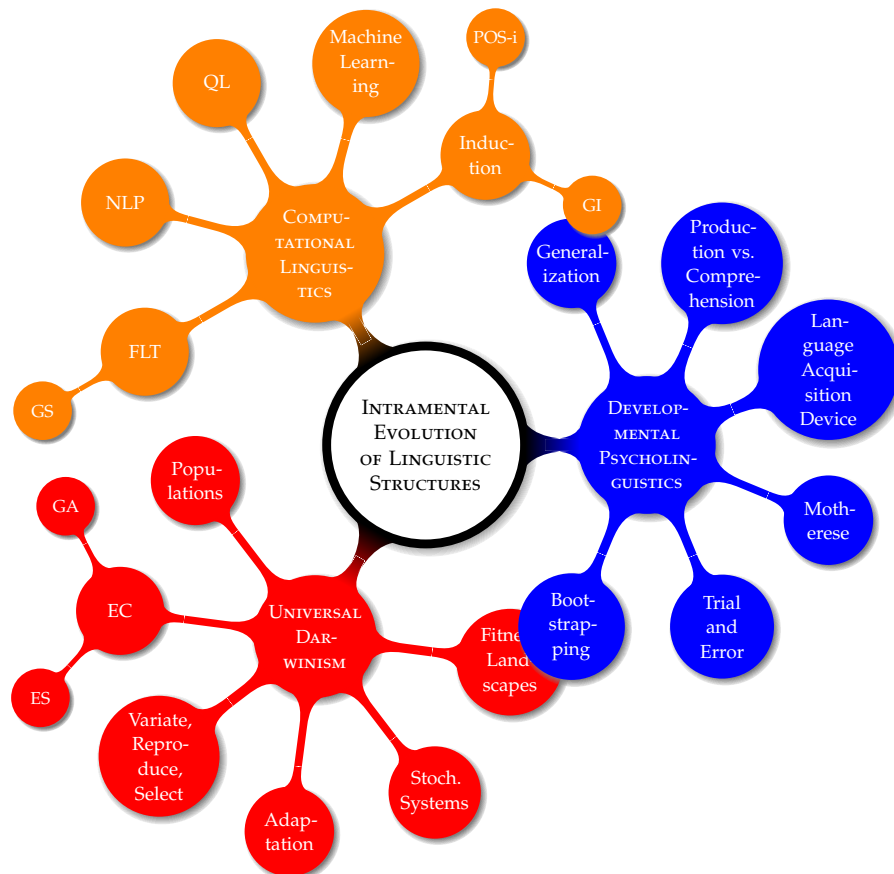 Machine
Learn-
ing
POS-i
QL
Induc-
tion
NLP
GI
COMPU-
TATIONAL
LINGUIS-
TICS
General-
ization
Produc-
tion vs.
Compre-
hension
FLT
GS
Lan-
guage
Acqui-
sition
Device
INTRAMENTAL
EVOLUTION
OF LINGUISTIC
STRUCTURES
DEVELOP-
MENTAL
PSYCHOLIN-
GUISTICS
Popu-
lations
GA
Moth-
erese
EC
UNIVERSAL
DAR-
WINISM
Boot-
strap-
ping
Trial
and
Error
Land
scapes
ES
Variate,
Repro-
duce,
Select
Stoch.
Systems
Adap-
tation